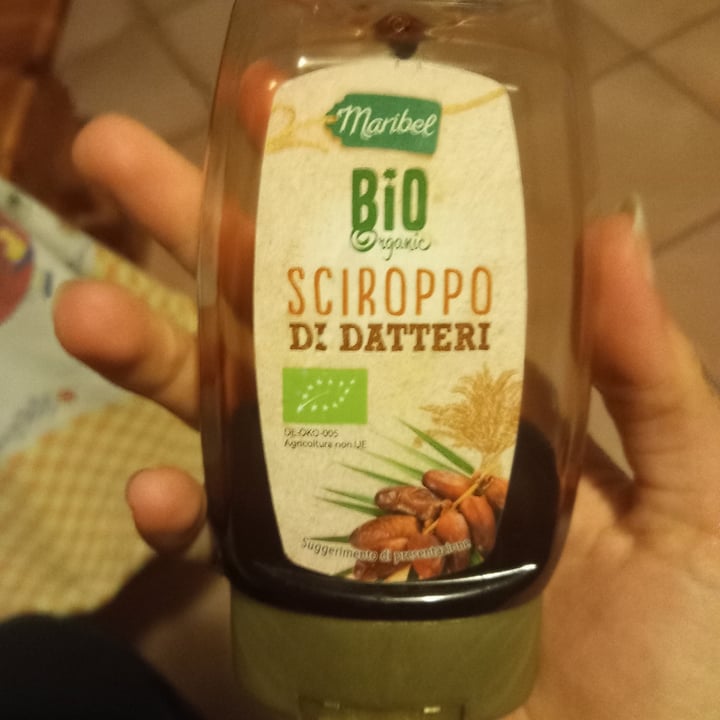 Maribel
BiO
Organic
SCIROPPO
DI DATTERI
DE-ÖKO-005
Agricoltura non UE
Suggerimento di presentazione